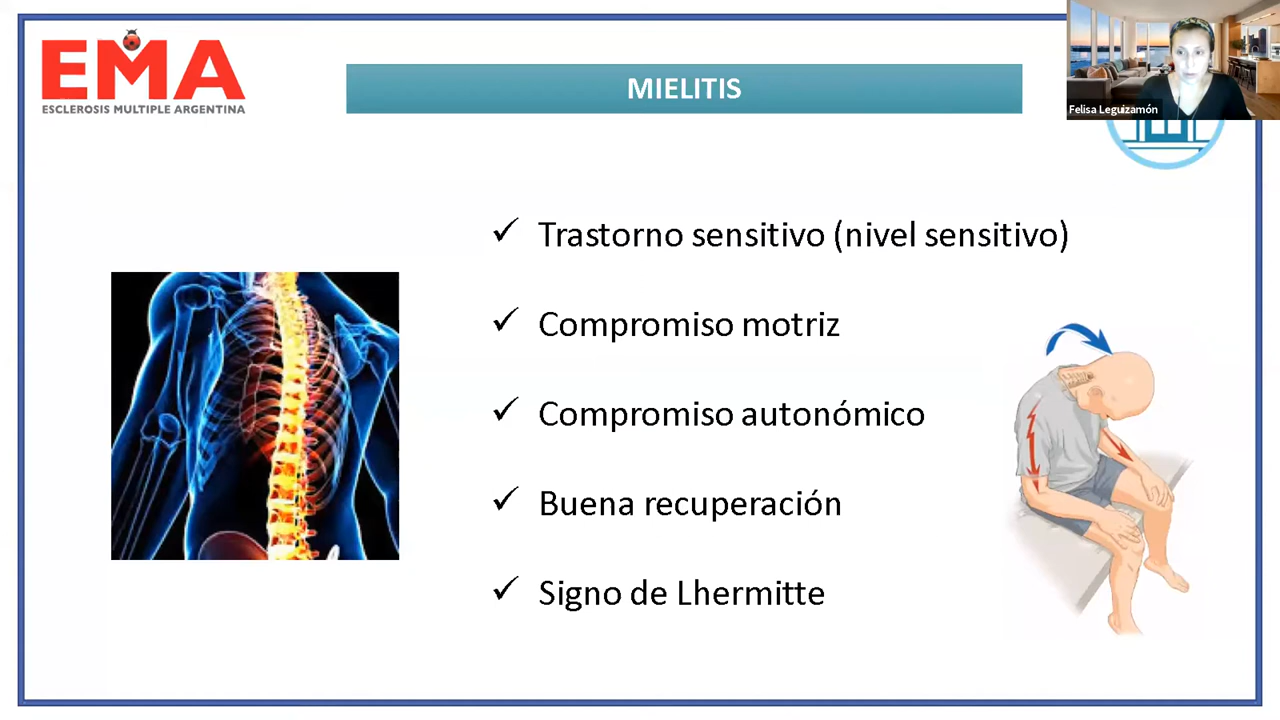 EMA
ESCLEROSIS MULTIPLE ARGENTINA
MIELITIS
Felisa Leguizamón
✓ Trastorno sensitivo (nivel sensitivo)
✓ Compromiso motriz
✓ Compromiso autonómico
✓ Buena recuperación
✓ Signo de Lhermitte